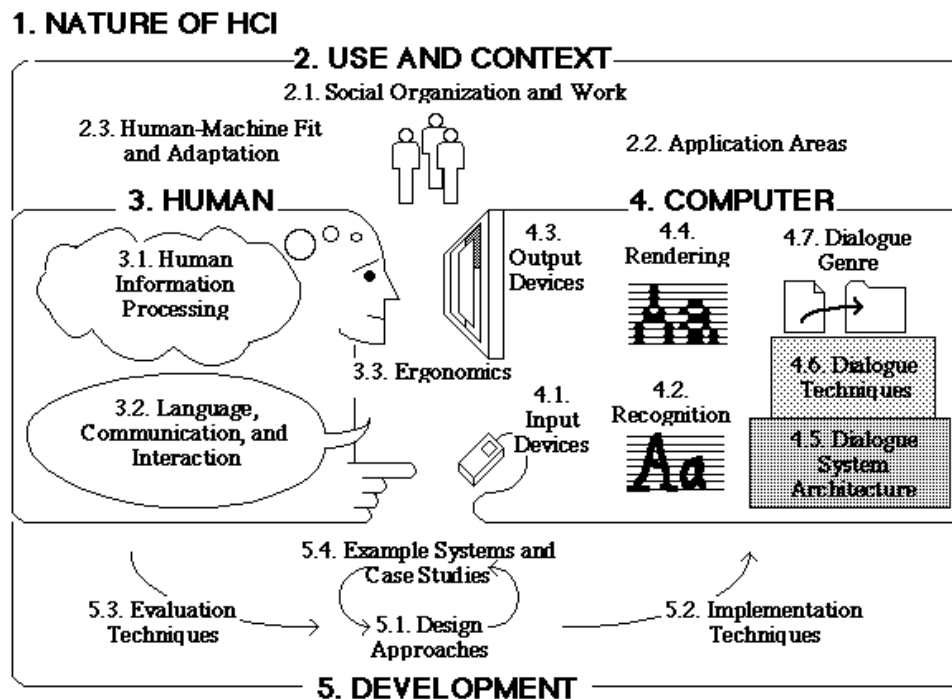 1. NATURE OF HCI
2. USE AND CONTEXT
2.1. Social Organization and Work
2.3. Human-Machine Fit
and Adaptation
2.2. Application Areas
3. HUMAN
4. COMPUTER
3.1. Human
Information
Processing
4.3.
Output
Devices
4.4.
Rendering
4.7. Dialogue
Genre
3.3. Ergonomics
4.6. Dialogue
Techniques
3.2. Language,
Communication, and
Interaction
4.1.
Input
Devices
4.2.
Recognition
Aa
4.5. Dialogue
System
Architecture
5.4. Example Systems and
Case Studies
5.3. Evaluation
Techniques
5.1. Design
Approaches
5.2. Implementation
Techniques
5. DEVELOPMENT